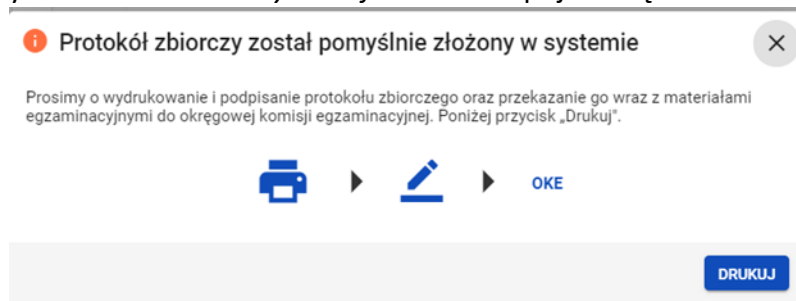 Protokół zbiorczy został pomyślnie złożony w systemie
Prosimy o wydrukowanie i podpisanie protokołu zbiorczego oraz przekazanie go wraz z materiałami
egzaminacyjnymi do okręgowej komisji egzaminacyjnej. Poniżej przycisk „Drukuj".
OKE
DRUKUJ